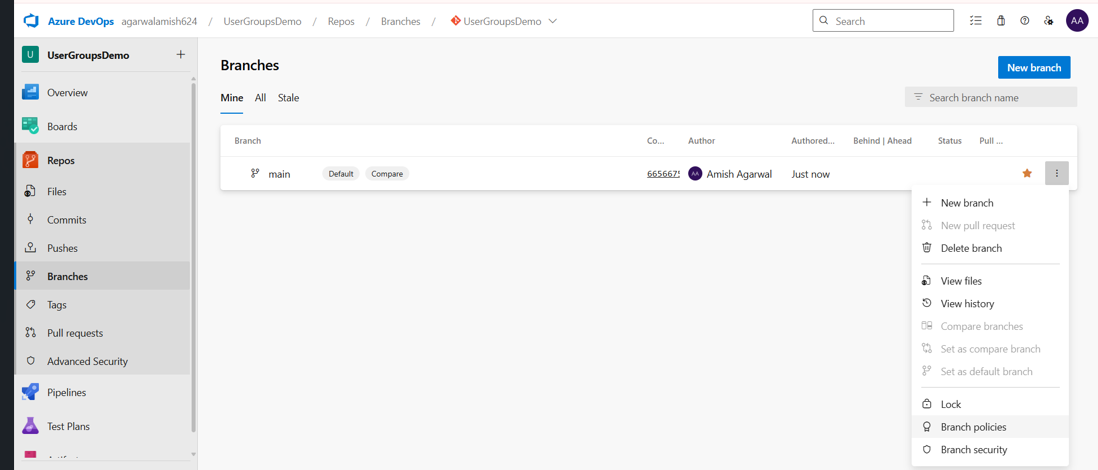 Azure DevOps agarwalamish624 / UserGroupsDemo / Repos / Branches / UserGroupsDemo Search AA
U UserGroupsDemo +
Overview
Boards
Repos
Files
Commits
Pushes
Branches
Tags
Pull requests
Advanced Security
Pipelines
Test Plans
Branches
New branch
Mine All Stale
Search branch name
Branch Co... Author Authored... Behind | Ahead Status Pull ...
main Default Compare 6656675 AA Amish Agarwal Just now
New branch
New pull request
Delete branch
View files
View history
Compare branches
Set as compare branch
Set as default branch
Lock
Branch policies
Branch security